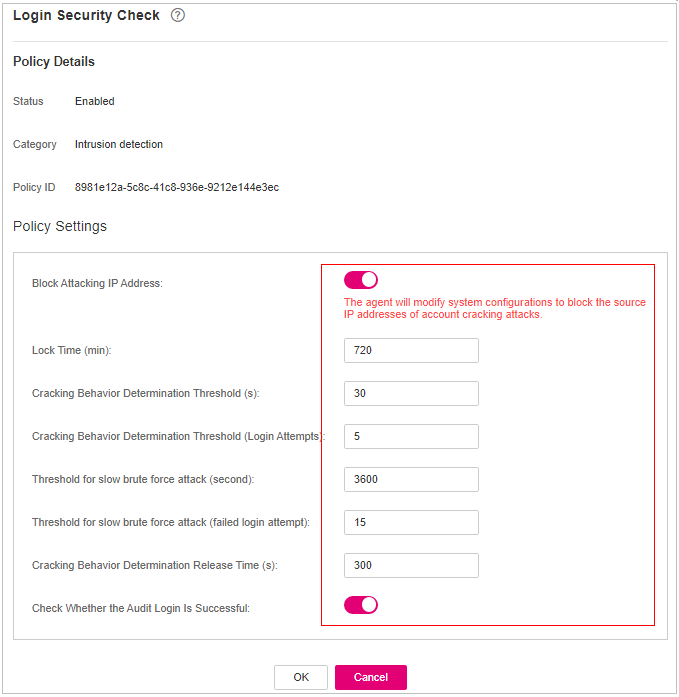 Login Security Check ?
Policy Details
Status Enabled
Category Intrusion detection
Policy ID 8981e12a-5c8c-41c8-936e-9212e144e3ec
Policy Settings
Block Attacking IP Address:
The agent will modify system configurations to block the source
IP addresses of account cracking attacks.
Lock Time (min): 720
Cracking Behavior Determination Threshold (s): 30
Cracking Behavior Determination Threshold (Login Attempts): 5
Threshold for slow brute force attack (second): 3600
Threshold for slow brute force attack (failed login attempt): 15
Cracking Behavior Determination Release Time (s): 300
Check Whether the Audit Login Is Successful:
OK Cancel